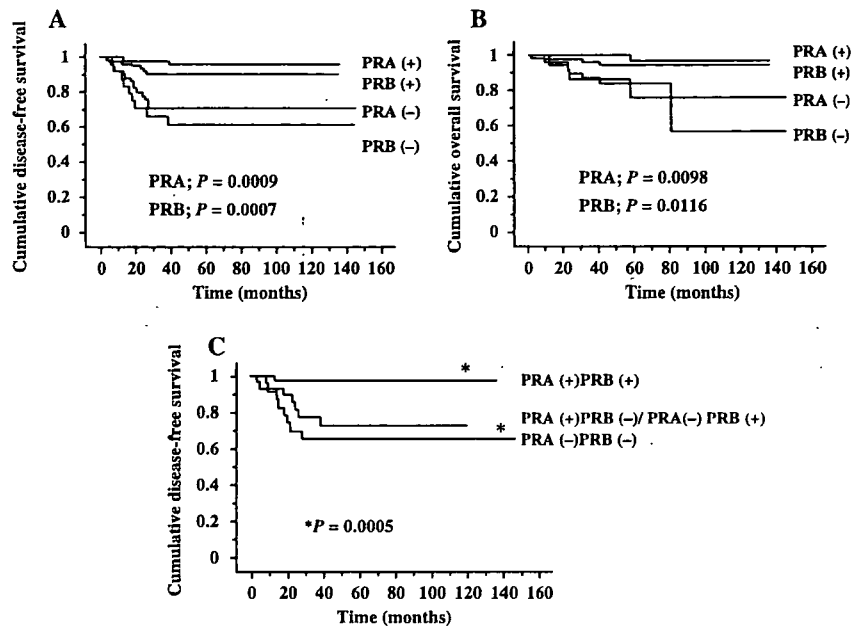 A
Cumulative disease-free survival
1
0.8
0.6
0.4
0.2
0
PRA (+)
PRB (+)
PRA (–)
PRB (–)
PRA; P = 0.0009
PRB; P = 0.0007
0 20 40 60 80 100 120 140 160
Time (months)
B
Cumulative overall survival
1
0.8
0.6
0.4
0.2
0
PRA (+)
PRB (+)
PRA (–)
PRB (–)
PRA; P = 0.0098
PRB; P = 0.0116
0 20 40 60 80 100 120 140 160
Time (months)
C
Cumulative disease-free survival
1
0.8
0.6
0.4
0.2
0
*
PRA (+)PRB (+)
PRA (+)PRB (–)/ PRA(–) PRB (+)
*
PRA (–)PRB (–)
*P = 0.0005
0 20 40 60 80 100 120 140 160
Time (months)